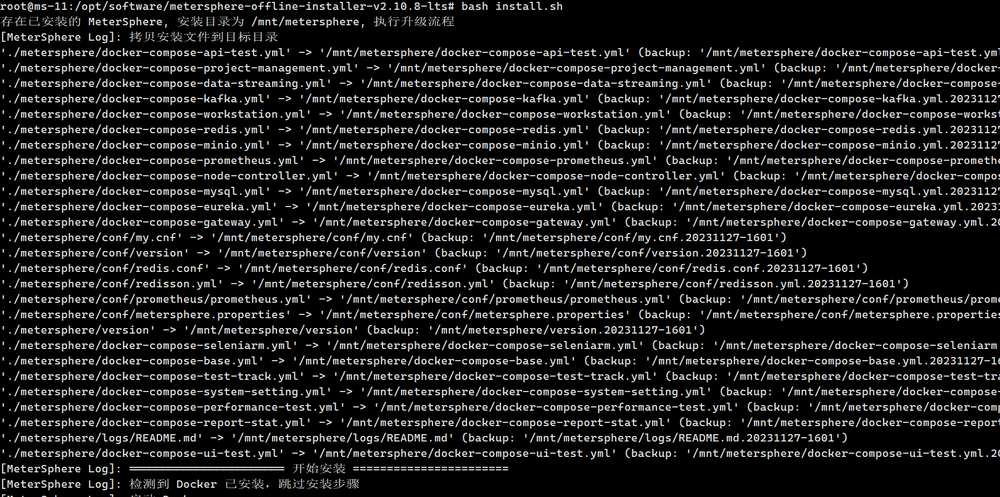 root@ms-11:/opt/software/metersphere-offline-installer-v2.10.8-lts# bash install.sh
存在已安装的 MeterSphere, 安装目录为 /mnt/metersphere, 执行升级流程
[MeterSphere Log]: 拷贝安装文件到目标目录
'./metersphere/docker-compose-api-test.yml' -> '/mnt/metersphere/docker-compose-api-test.yml' (backup: '/mnt/metersphere/docker-compose-api-test.yml
'./metersphere/docker-compose-project-management.yml' -> '/mnt/metersphere/docker-compose-project-management.yml' (backup: '/mnt/metersphere/docker-
'./metersphere/docker-compose-data-streaming.yml' -> '/mnt/metersphere/docker-compose-data-streaming.yml' (backup: '/mnt/metersphere/docker-compose-
'./metersphere/docker-compose-kafka.yml' -> '/mnt/metersphere/docker-compose-kafka.yml' (backup: '/mnt/metersphere/docker-compose-kafka.yml.20231127
'./metersphere/docker-compose-workstation.yml' -> '/mnt/metersphere/docker-compose-workstation.yml' (backup: '/mnt/metersphere/docker-compose-workst
'./metersphere/docker-compose-redis.yml' -> '/mnt/metersphere/docker-compose-redis.yml' (backup: '/mnt/metersphere/docker-compose-redis.yml.20231127
'./metersphere/docker-compose-minio.yml' -> '/mnt/metersphere/docker-compose-minio.yml' (backup: '/mnt/metersphere/docker-compose-minio.yml.20231127
'./metersphere/docker-compose-prometheus.yml' -> '/mnt/metersphere/docker-compose-prometheus.yml' (backup: '/mnt/metersphere/docker-compose-promethe
'./metersphere/docker-compose-node-controller.yml' -> '/mnt/metersphere/docker-compose-node-controller.yml' (backup: '/mnt/metersphere/docker-compos
'./metersphere/docker-compose-mysql.yml' -> '/mnt/metersphere/docker-compose-mysql.yml' (backup: '/mnt/metersphere/docker-compose-mysql.yml.20231127
'./metersphere/docker-compose-eureka.yml' -> '/mnt/metersphere/docker-compose-eureka.yml' (backup: '/mnt/metersphere/docker-compose-eureka.yml.20231
'./metersphere/docker-compose-gateway.yml' -> '/mnt/metersphere/docker-compose-gateway.yml' (backup: '/mnt/metersphere/docker-compose-gateway.yml.20
'./metersphere/conf/my.cnf' -> '/mnt/metersphere/conf/my.cnf' (backup: '/mnt/metersphere/conf/my.cnf.20231127-1601')
'./metersphere/conf/version' -> '/mnt/metersphere/conf/version' (backup: '/mnt/metersphere/conf/version.20231127-1601')
'./metersphere/conf/redis.conf' -> '/mnt/metersphere/conf/redis.conf' (backup: '/mnt/metersphere/conf/redis.conf.20231127-1601')
'./metersphere/conf/redisson.yml' -> '/mnt/metersphere/conf/redisson.yml' (backup: '/mnt/metersphere/conf/redisson.yml.20231127-1601')
'./metersphere/conf/prometheus/prometheus.yml' -> '/mnt/metersphere/conf/prometheus/prometheus.yml' (backup: '/mnt/metersphere/conf/prometheus/prome
'./metersphere/conf/metersphere.properties' -> '/mnt/metersphere/conf/metersphere.properties' (backup: '/mnt/metersphere/conf/metersphere.properties
'./metersphere/version' -> '/mnt/metersphere/version' (backup: '/mnt/metersphere/version.20231127-1601')
'./metersphere/docker-compose-seleniarm.yml' -> '/mnt/metersphere/docker-compose-seleniarm.yml' (backup: '/mnt/metersphere/docker-compose-seleniarm
'./metersphere/docker-compose-base.yml' -> '/mnt/metersphere/docker-compose-base.yml' (backup: '/mnt/metersphere/docker-compose-base.yml.20231127-16
'./metersphere/docker-compose-test-track.yml' -> '/mnt/metersphere/docker-compose-test-track.yml' (backup: '/mnt/metersphere/docker-compose-test-tra
'./metersphere/docker-compose-system-setting.yml' -> '/mnt/metersphere/docker-compose-system-setting.yml' (backup: '/mnt/metersphere/docker-compose-
'./metersphere/docker-compose-performance-test.yml' -> '/mnt/metersphere/docker-compose-performance-test.yml' (backup: '/mnt/metersphere/docker-comp
'./metersphere/docker-compose-report-stat.yml' -> '/mnt/metersphere/docker-compose-report-stat.yml' (backup: '/mnt/metersphere/docker-compose-report
'./metersphere/logs/README.md' -> '/mnt/metersphere/logs/README.md' (backup: '/mnt/metersphere/logs/README.md.20231127-1601')
'./metersphere/docker-compose-ui-test.yml' -> '/mnt/metersphere/docker-compose-ui-test.yml' (backup: '/mnt/metersphere/docker-compose-ui-test.yml.20
[MeterSphere Log]: ======================= 开始安装 =======================
[MeterSphere Log]: 检测到 Docker 已安装，跳过安装步骤
[MeterSphere Log]: 启动 Docker